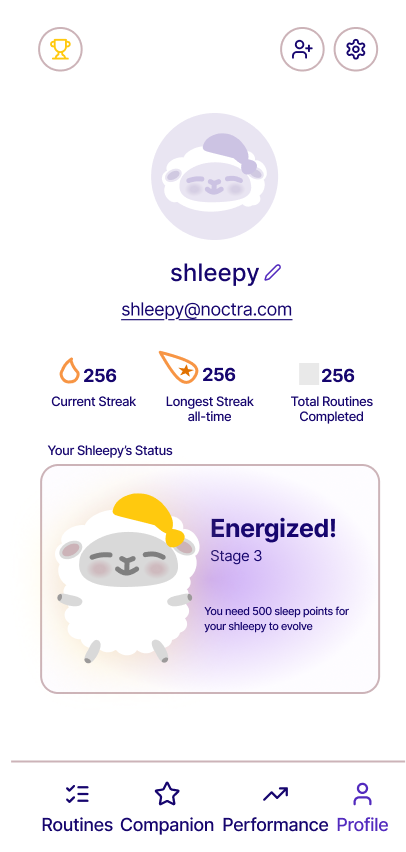 shleepy
shleepy@noctra.com
256
256
256
Current Streak
Longest Streak
all-time
Total Routines
Completed
Your Shleepy's Status
Energized!
Stage 3
You need 500 sleep points for
your shleepy to evolve
Routines
Companion
Performance
Profile